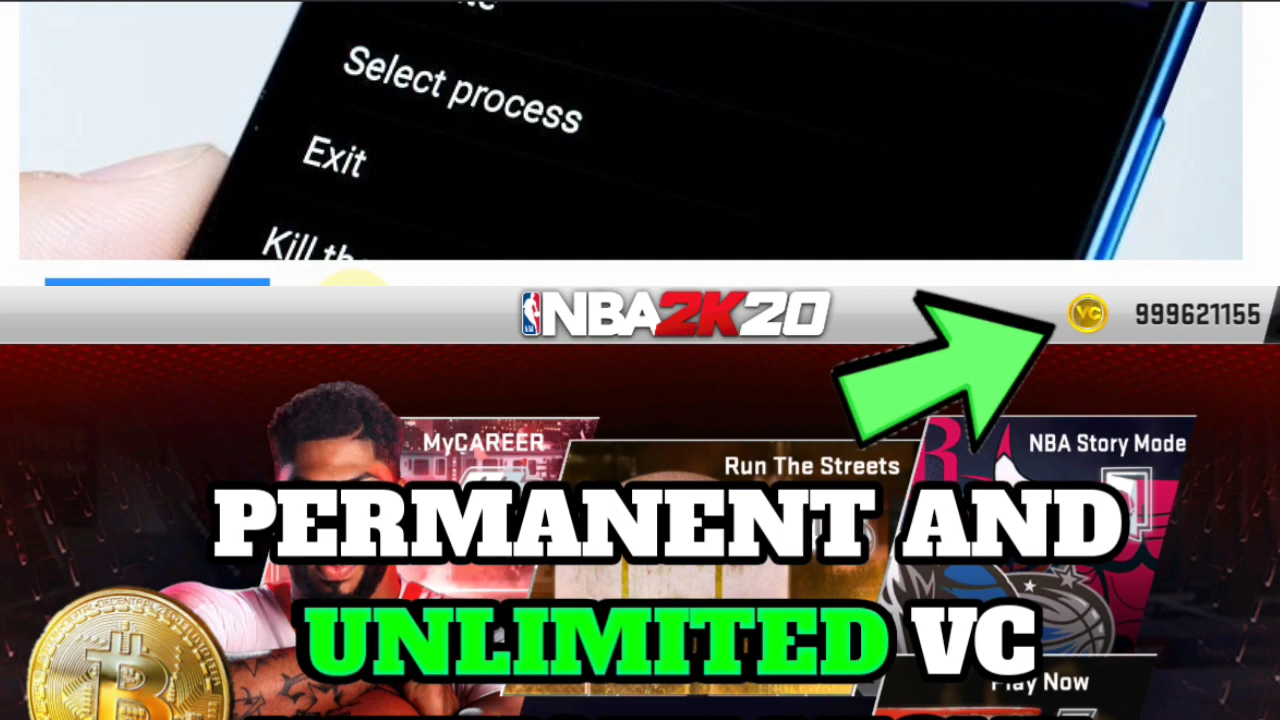 Select process
Exit
Kill
NBA2K20
VC 999621155
MyCAREER
Run The Streets
NBA Story Mode
PERMANENT AND
UNLIMITED VC
Play Now